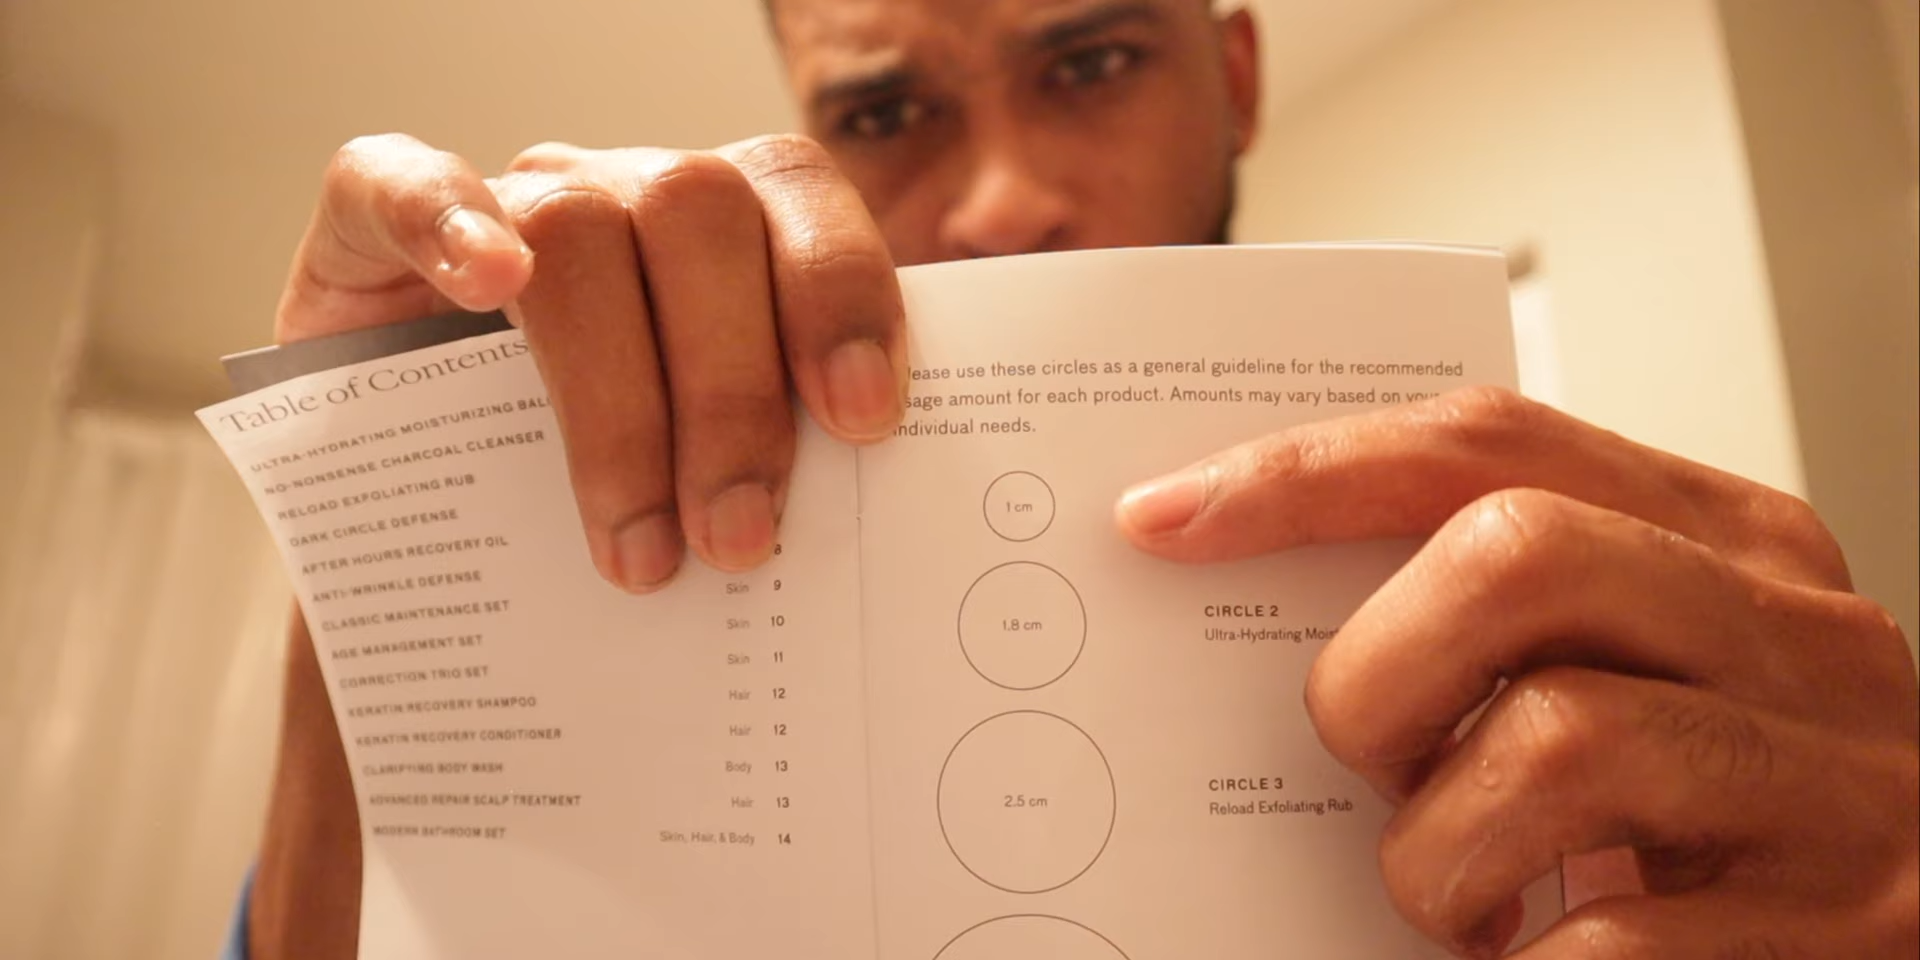 Table of Contents
ULTRA-HYDRATING MOISTURIZING BAL
NO-NONSENSE CHARCOAL CLEANSER
RELOAD EXFOLIATING RUB
DARK CIRCLE DEFENSE
AFTER HOURS RECOVERY OIL 8
ANTI-WRINKLE DEFENSE Skin 9
CLASSIC MAINTENANCE SET Skin 10
AGE MANAGEMENT SET Skin 11
CORRECTION TRIO SET Hair 12
KERATIN RECOVERY SHAMPOO Hair 12
KERATIN RECOVERY CONDITIONER Body 13
CLARIFYING BODY WASH Hair 13
ADVANCED REPAIR SCALP TREATMENT Skin, Hair, & Body 14
MODERN BATHROOM SET
lease use these circles as a general guideline for the recommended
sage amount for each product. Amounts may vary based on your
ndividual needs.
1 cm
1.8 cm
CIRCLE 2
Ultra-Hydrating Mois
2.5 cm
CIRCLE 3
Reload Exfoliating Rub